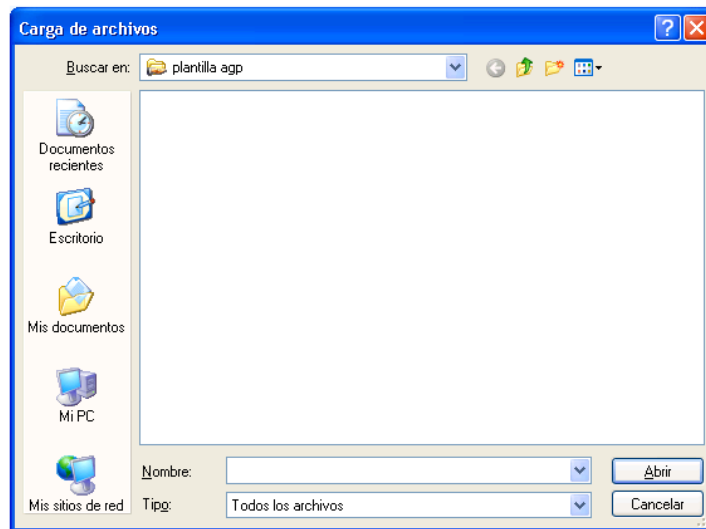 Carga de archivos
Buscar en: plantilla agp
Documentos
recientes
Escritorio
Mis documentos
Mi PC
Mis sitios de red
Nombre:
Abrir
Tipo: Todos los archivos
Cancelar